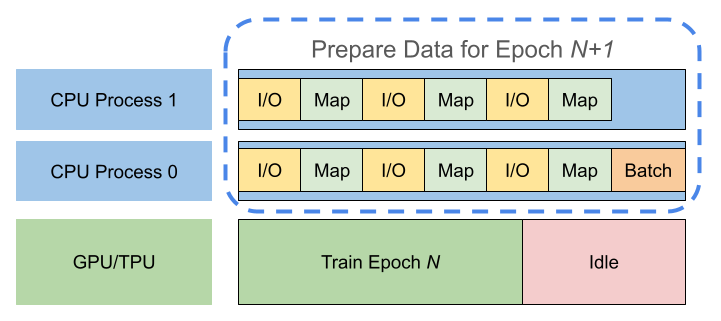 Prepare Data for Epoch N+1
CPU Process 1
I/O Map I/O Map I/O Map
CPU Process 0
I/O Map I/O Map I/O Map Batch
GPU/TPU
Train Epoch N
Idle